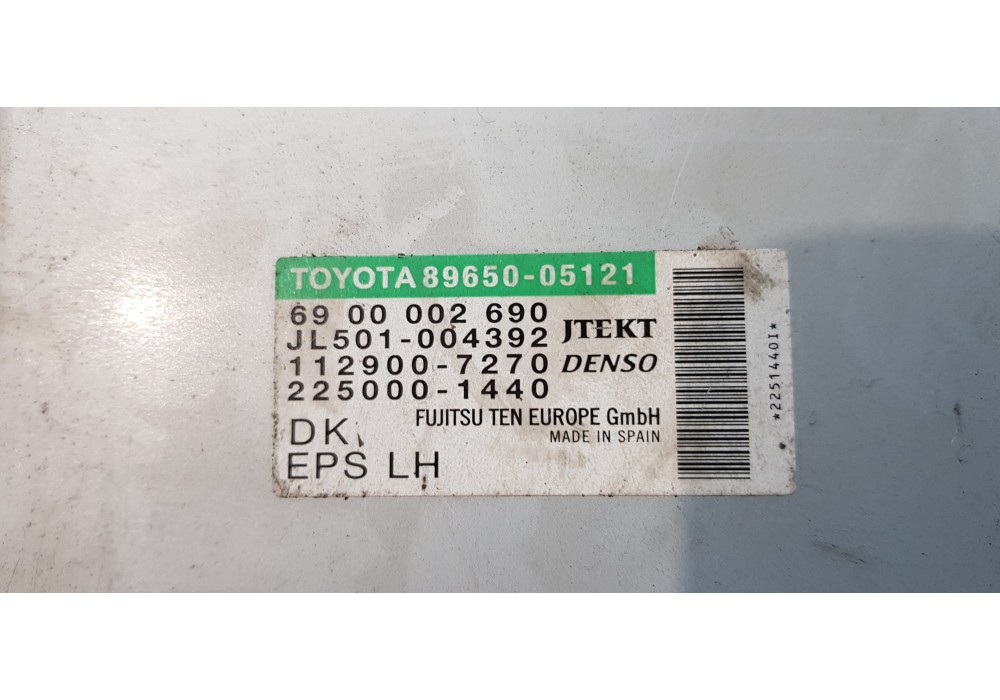 TOYOTA 89650-05121
69 00 002 690
JL501-004392 JTEKT
112900-7270 DENSO
225000-1440
FUJITSU TEN EUROPE GmbH
DK MADE IN SPAIN
EPS LH
*2251440I*